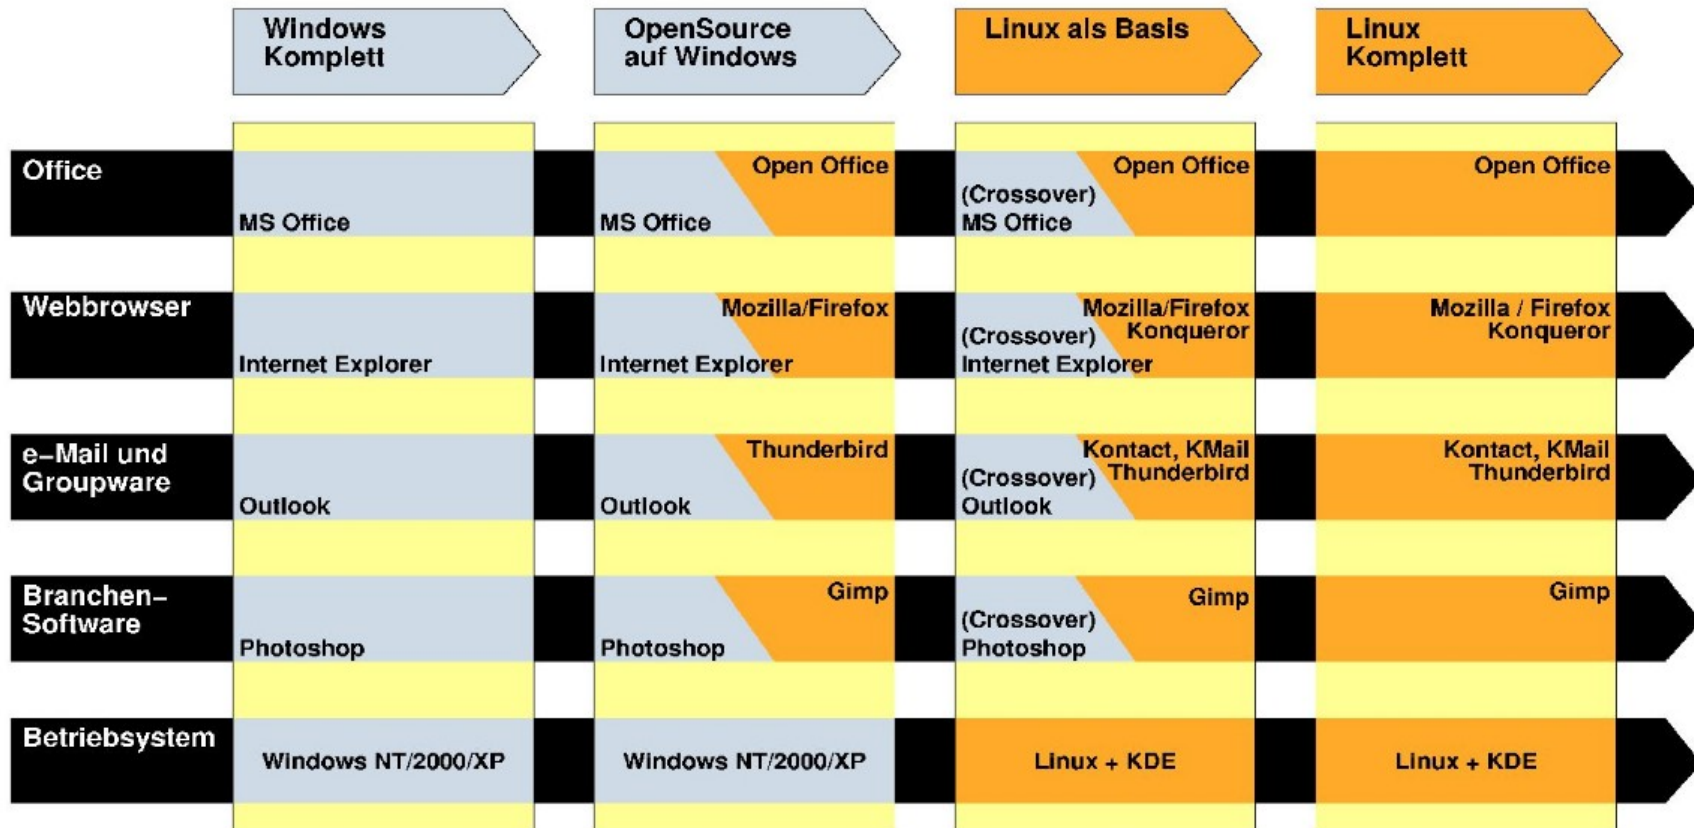 Windows
Komplett
OpenSource
auf Windows
Linux als Basis
Linux
Komplett
Office
MS Office
Open Office
MS Office
Open Office
(Crossover)
MS Office
Open Office
Webbrowser
Internet Explorer
Mozilla/Firefox
Internet Explorer
Mozilla/Firefox
Konqueror
(Crossover)
Internet Explorer
Mozilla / Firefox
Konqueror
e-Mail und
Groupware
Outlook
Thunderbird
Outlook
Kontact, KMail
Thunderbird
(Crossover)
Outlook
Kontact, KMail
Thunderbird
Branchen-
Software
Photoshop
Gimp
Photoshop
Gimp
(Crossover)
Photoshop
Gimp
Betriebsystem
Windows NT/2000/XP
Windows NT/2000/XP
Linux + KDE
Linux + KDE